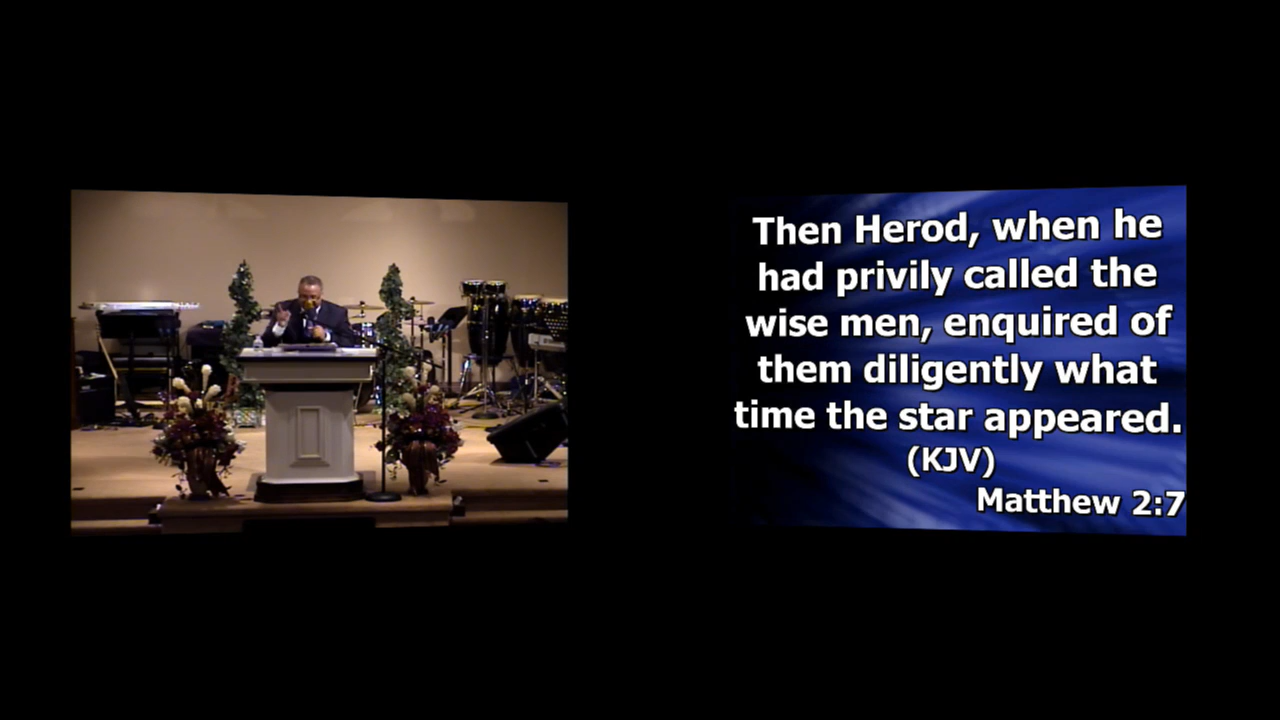 Then Herod, when he
had privily called the
wise men, enquired of
them diligently what
time the star appeared.
(KJV)
Matthew 2:7